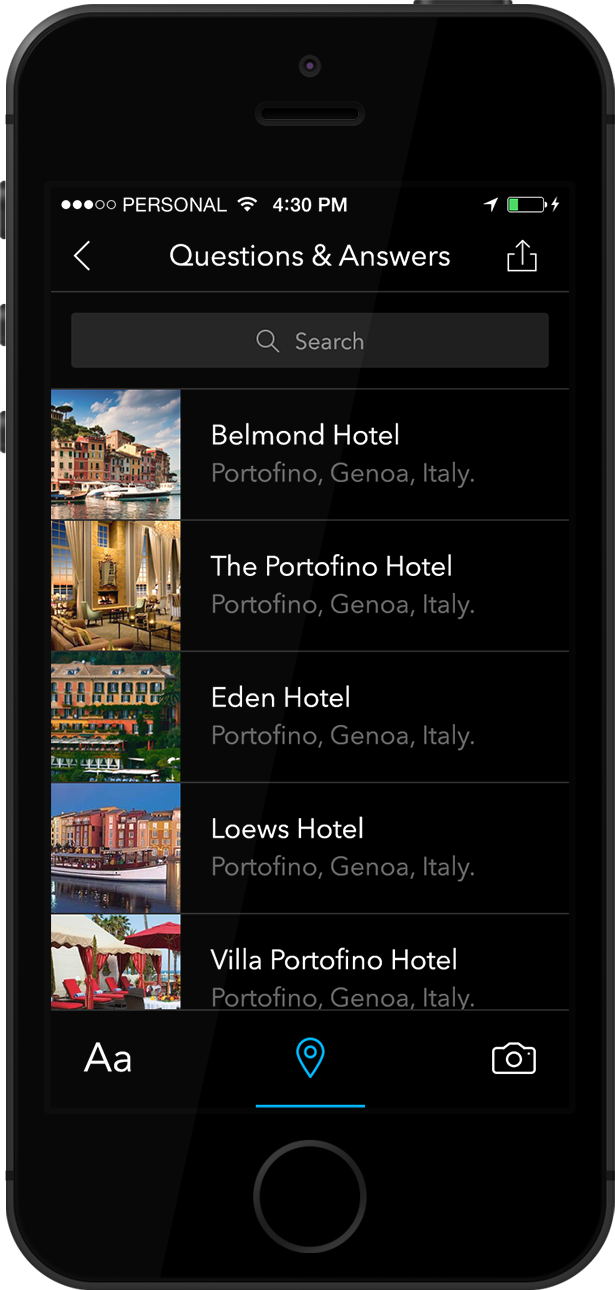 PERSONAL 4:30 PM
Questions & Answers
Search
Belmond Hotel
Portofino, Genoa, Italy.
The Portofino Hotel
Portofino, Genoa, Italy.
Eden Hotel
Portofino, Genoa, Italy.
Loews Hotel
Portofino, Genoa, Italy.
Villa Portofino Hotel
Portofino, Genoa, Italy.
Aa